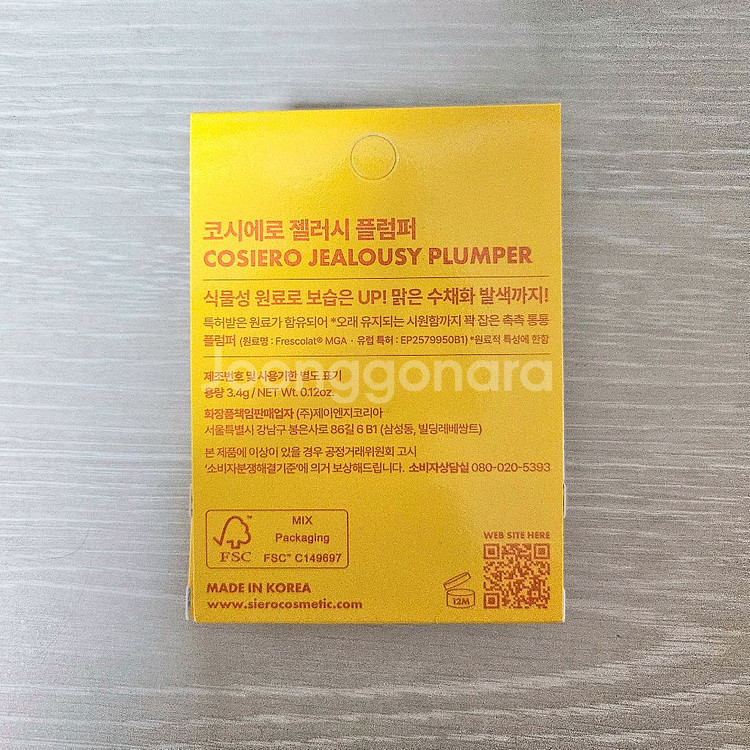 코시에로 젤러시 플럼퍼
COSIERO JEALOUSY PLUMPER
식물성 원료로 보습은 UP! 맑은 수채화 발색까지!
특허받은 원료가 함유되어 *오래 유지되는 시원함까지 꽉 잡은 촉촉 통통
플럼퍼 (원료명 : Frescolat® MGA · 유럽 특허 : EP2579950B1) *원료적 특성에 한함
joonggonara
제조번호 및 사용기한 별도 표기
용량 3.4g / NET Wt. 0.12oz.
화장품책임판매업자 (주)제이엔지코리아
서울특별시 강남구 봉은사로 86길 6 B1 (삼성동, 빌딩레베쌍트)
본 제품에 이상이 있을 경우 공정거래위원회 고시
'소비자분쟁해결기준'에 의거 보상해드립니다. 소비자상담실 080-020-5393
FSC
MIX
Packaging
FSC™ C149697
WEB SITE HERE
MADE IN KOREA
www.sierocosmetic.com
12M